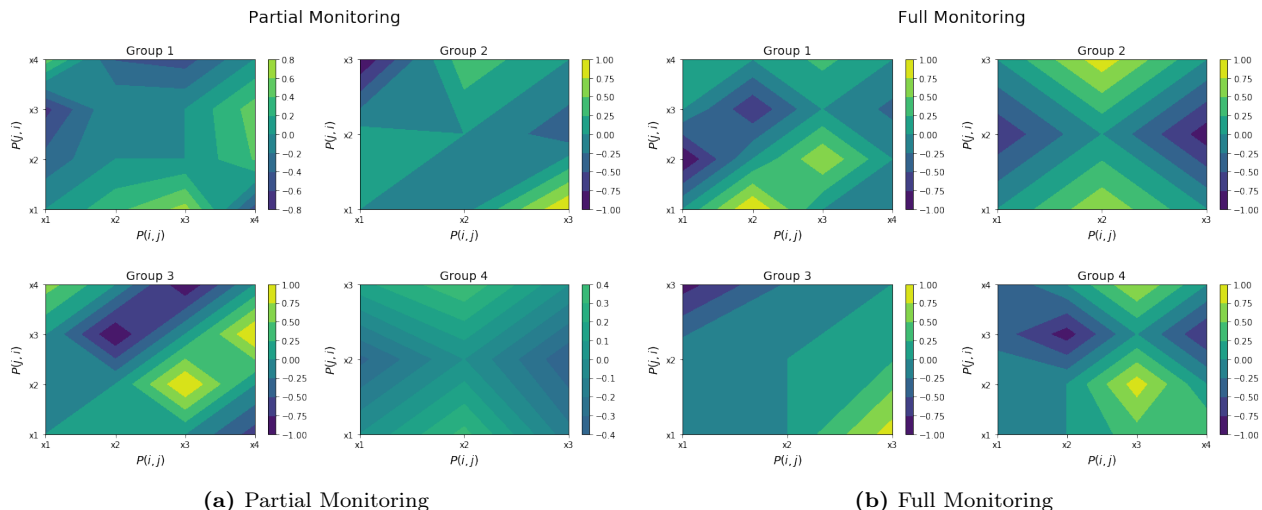 Partial Monitoring
Full Monitoring
Group 1
x4
x3
x2
x1
P(j, i)
x1 x2 x3 x4
P(i, j)
0.8
0.6
0.4
0.2
0.0
−0.2
−0.4
−0.6
−0.8
Group 2
x3
x2
x1
P(j, i)
x1 x2 x3
P(i, j)
1.00
0.75
0.50
0.25
0.00
−0.25
−0.50
−0.75
−1.00
Group 1
x4
x3
x2
x1
P(j, i)
x1 x2 x3 x4
P(i, j)
1.00
0.75
0.50
0.25
0.00
−0.25
−0.50
−0.75
−1.00
Group 2
x3
x2
x1
P(j, i)
x1 x2 x3
P(i, j)
1.00
0.75
0.50
0.25
0.00
−0.25
−0.50
−0.75
−1.00
Group 3
x4
x3
x2
x1
P(j, i)
x1 x2 x3 x4
P(i, j)
1.00
0.75
0.50
0.25
0.00
−0.25
−0.50
−0.75
−1.00
Group 4
x3
x2
x1
P(j, i)
x1 x2 x3
P(i, j)
0.4
0.3
0.2
0.1
0.0
−0.1
−0.2
−0.3
−0.4
Group 3
x3
x2
x1
P(j, i)
x1 x2 x3
P(i, j)
1.00
0.75
0.50
0.25
0.00
−0.25
−0.50
−0.75
−1.00
Group 4
x4
x3
x2
x1
P(j, i)
x1 x2 x3 x4
P(i, j)
1.00
0.75
0.50
0.25
0.00
−0.25
−0.50
−0.75
−1.00
(a) Partial Monitoring
(b) Full Monitoring